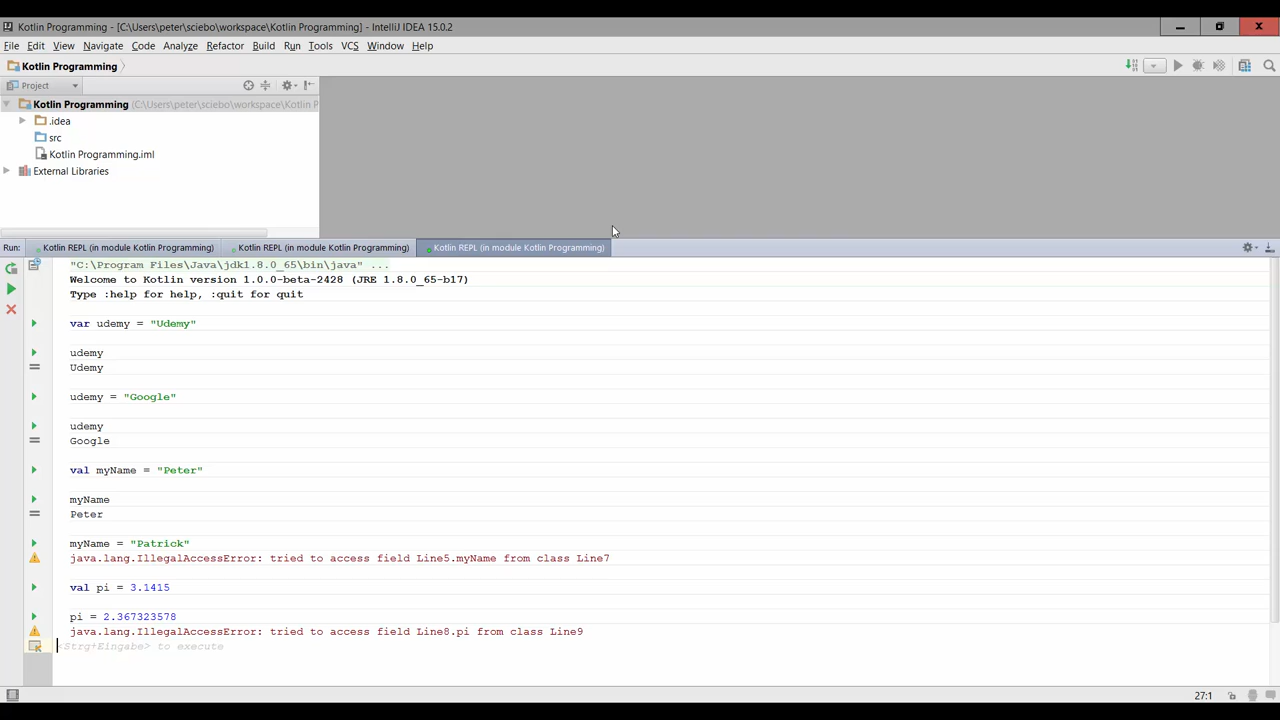 Kotlin Programming - [C:\Users\peter\sciebo\workspace\Kotlin Programming] - IntelliJ IDEA 15.0.2
File Edit View Navigate Code Analyze Refactor Build Run Tools VCS Window Help
Kotlin Programming
Project
Kotlin Programming (C:\Users\peter\sciebo\workspace\Kotlin P
.idea
src
Kotlin Programming.iml
External Libraries
Run: Kotlin REPL (in module Kotlin Programming) Kotlin REPL (in module Kotlin Programming) Kotlin REPL (in module Kotlin Programming)
"C:\Program Files\Java\jdk1.8.0_65\bin\java" ...
Welcome to Kotlin version 1.0.0-beta-2428 (JRE 1.8.0_65-b17)
Type :help for help, :quit for quit
var udemy = "Udemy"
udemy
Udemy
udemy = "Google"
udemy
Google
val myName = "Peter"
myName
Peter
myName = "Patrick"
java.lang.IllegalAccessError: tried to access field Line5.myName from class Line7
val pi = 3.1415
pi = 2.367323578
java.lang.IllegalAccessError: tried to access field Line8.pi from class Line9
<Strg+Eingabe> to execute
27:1